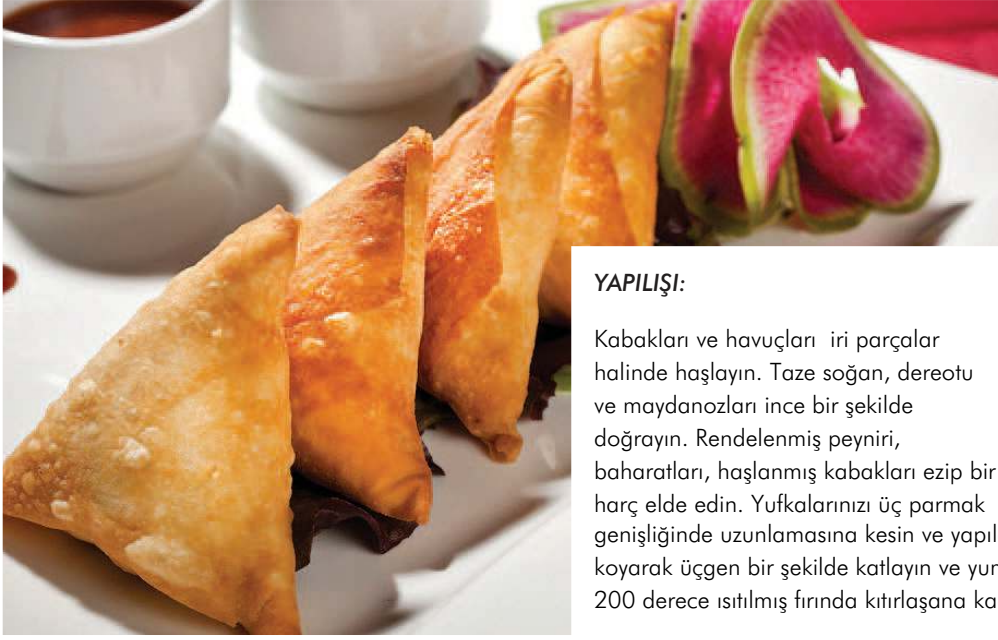 YAPILIŞI:
Kabakları ve havuçları iri parçalar
halinde haşlayın. Taze soğan, dereotu
ve maydanozları ince bir şekilde
doğrayın. Rendelenmiş peyniri,
baharatları, haşlanmış kabakları ezip bir
harç elde edin. Yufkalarınızı üç parmak
genişliğinde uzunlamasına kesin ve
koyarak üçgen bir şekilde katlayın ve
200 derece ısıtılmış fırında kıtırlaşana